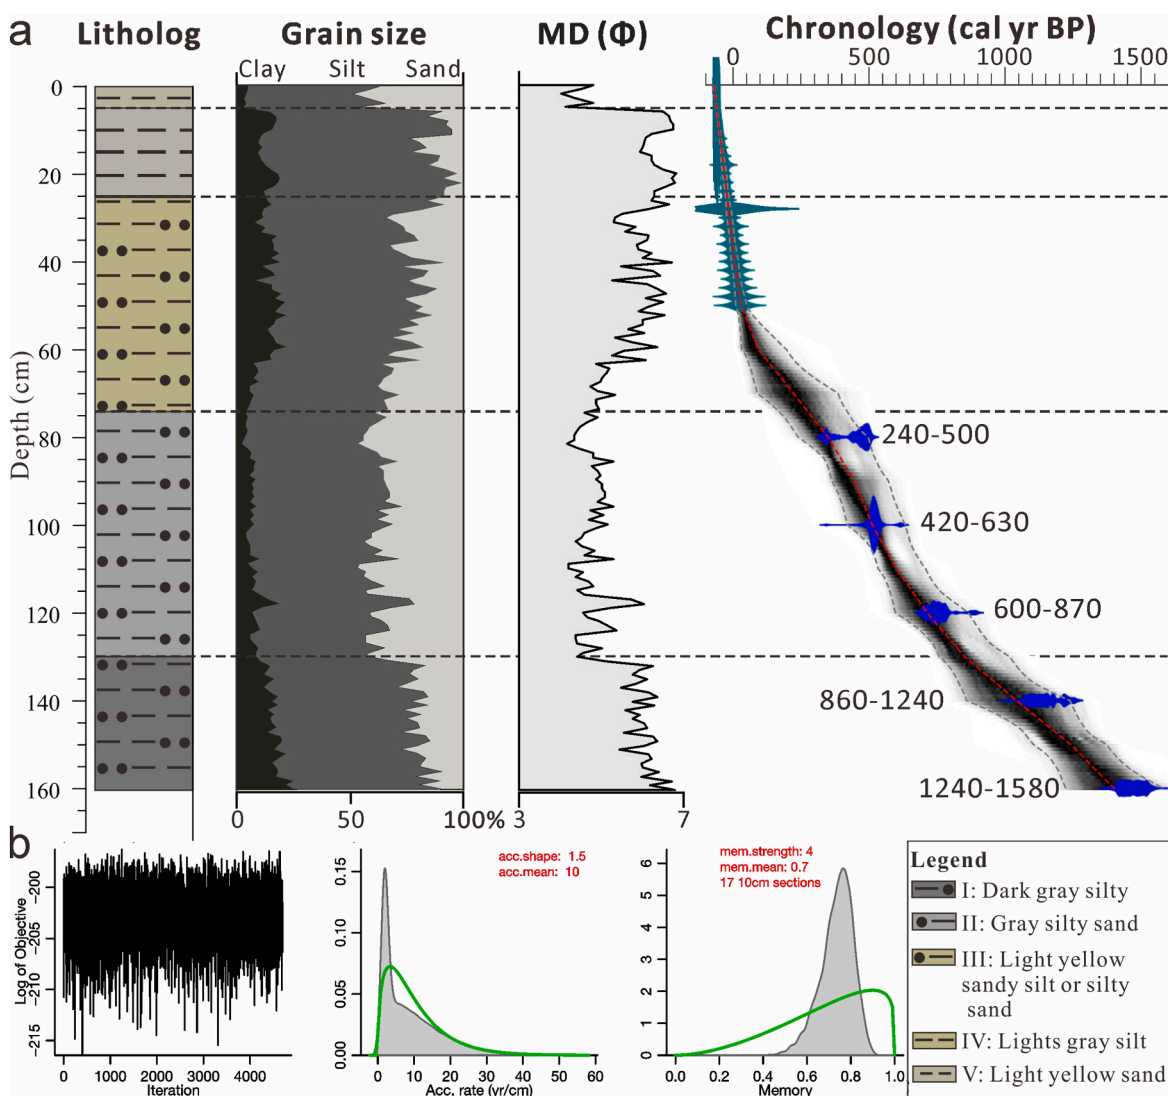 a
Litholog
Grain size
MD (Φ)
Chronology (cal yr BP)
Clay
Silt
Sand
0
500
1000
1500
Depth (cm)
0
20
40
60
80
100
120
140
160
240-500
420-630
600-870
860-1240
1240-1580
0
50
100%
3
7
b
Log of Objective
-200
-205
-210
-215
0
1000
2000
3000
4000
Iteration
acc.shape: 1.5
acc.mean: 10
0.15
0.10
0.05
0.00
0
10
20
30
40
50
60
Acc. rate (yr/cm)
mem.strength: 4
mem.mean: 0.7
17 10cm sections
6
5
4
3
2
1
0
0.0
0.2
0.4
0.6
0.8
1.0
Memory
Legend
I: Dark gray silty
II: Gray silty sand
III: Light yellow
sandy silt or silty
sand
IV: Lights gray silt
V: Light yellow sand